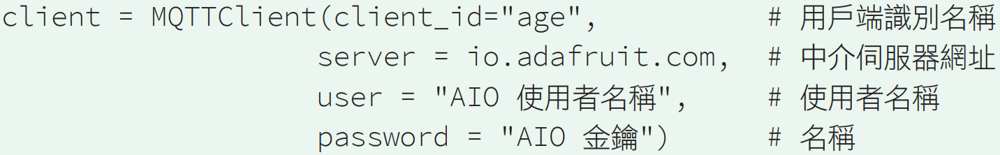 client = MQTTClient(client_id="age", # 用戶端識別名稱
server = io.adafruit.com, # 中介伺服器網址
user = "AIO 使用者名稱", # 使用者名稱
password = "AIO 金鑰") # 名稱